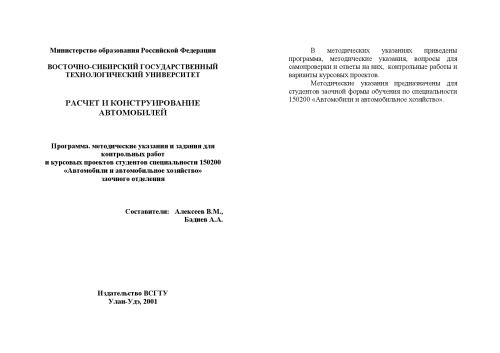 Министерство образования Российской Федерации
ВОСТОЧНО-СИБИРСКИЙ ГОСУДАРСТВЕННЫЙ
ТЕХНОЛОГИЧЕСКИЙ УНИВЕРСИТЕТ
РАСЧЕТ И КОНСТРУИРОВАНИЕ
АВТОМОБИЛЕЙ
Программа. методические указания и задания для
контрольных работ
и курсовых проектов студентов специальности 150200
«Автомобили и автомобильное хозяйство»
заочного отделения
Составители: Алексеев В.М.,
Бадиев А.А.
Издательство ВСГТУ
Улан-Удэ, 2001
В методических указаниях приведены
программа, методические указания, вопросы для
самопроверки и ответы на них, контрольные работы и
варианты курсовых проектов.
Методические указания предназначены для
студентов заочной формы обучения по специальности
150200 «Автомобили и автомобильное хозяйство».